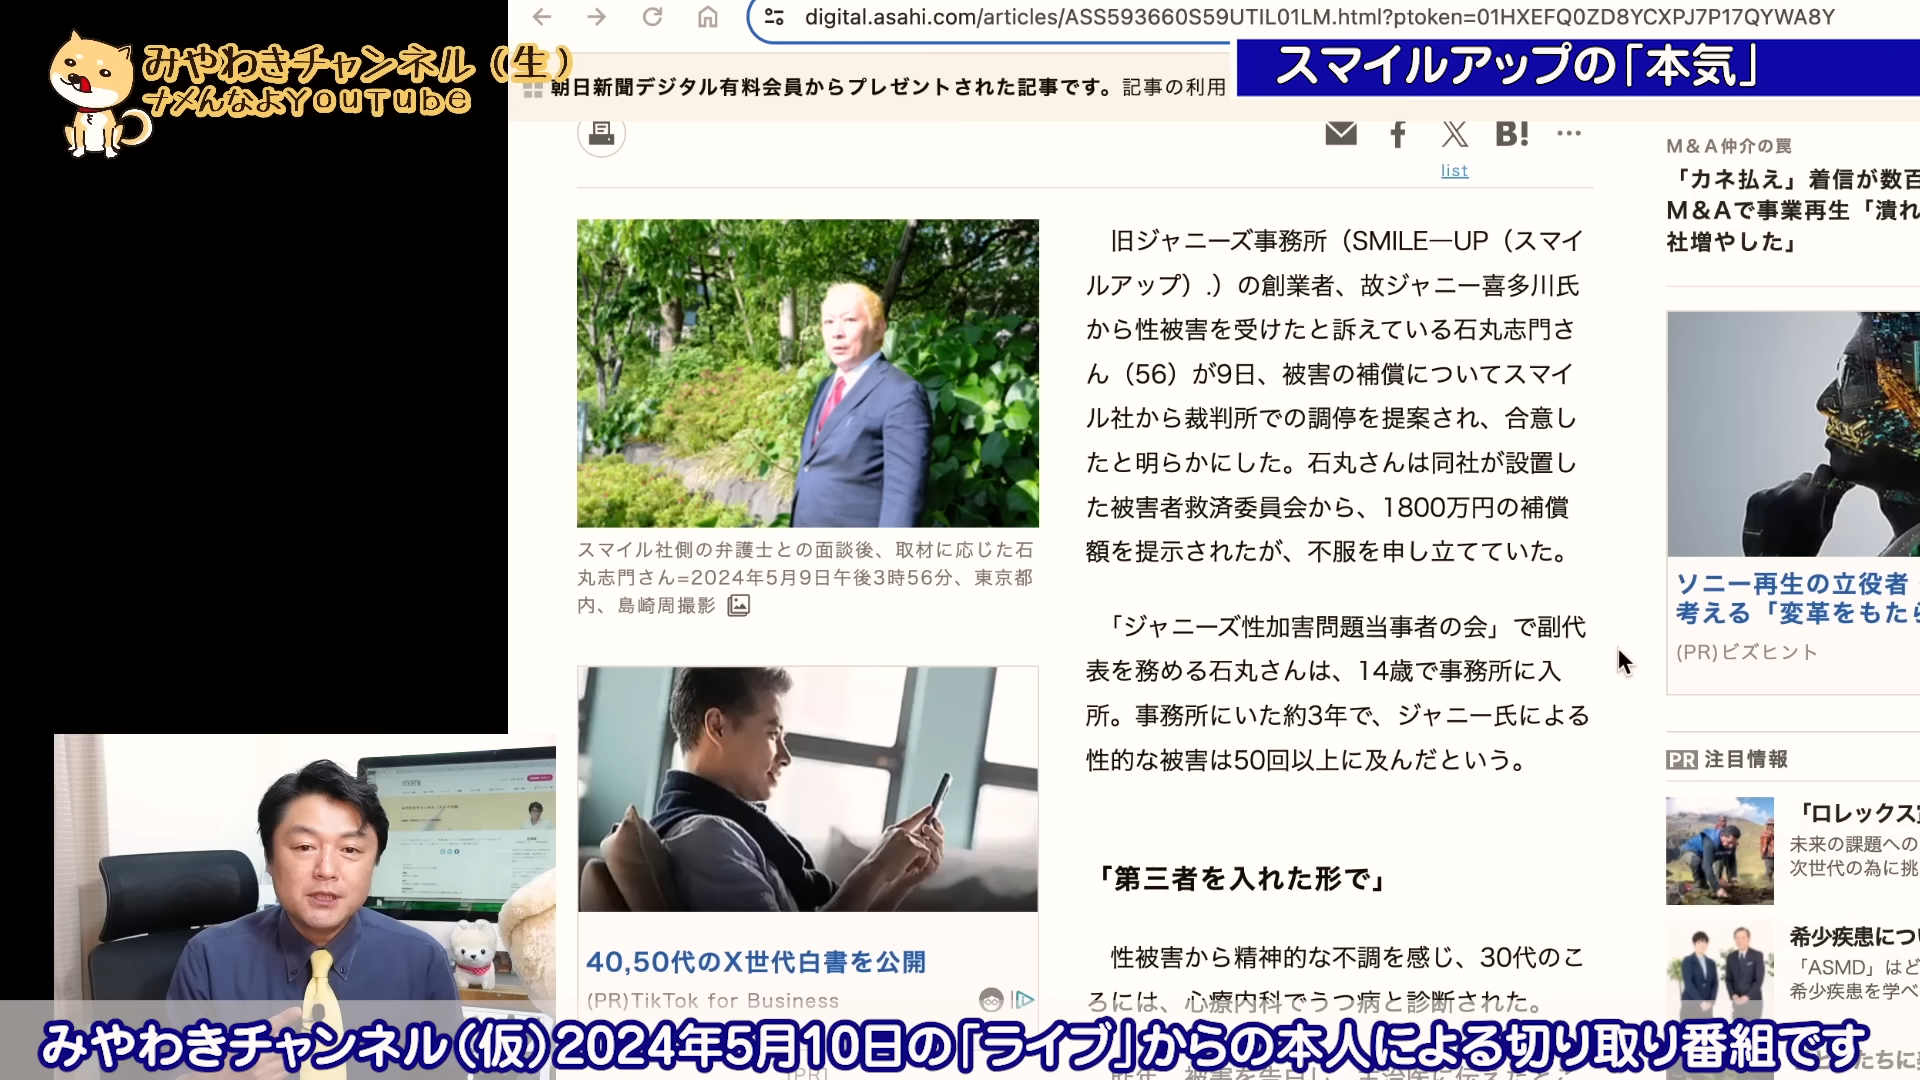 みやわきチャンネル（生）
ナメんなよYouTube
digital.asahi.com/articles/ASS593660S59UTIL01LM.html?ptoken=01HXEFQ0ZD8YCXPJ7P17QYWA8Y
スマイルアップの「本気」
朝日新聞デジタル有料会員からプレゼントされた記事です。記事の利用
B!
list
旧ジャニーズ事務所（SMILE―UP（スマイ
ルアップ）.）の創業者、故ジャニー喜多川氏
から性被害を受けたと訴えている石丸志門さ
ん（56）が9日、被害の補償についてスマイ
ル社から裁判所での調停を提案され、合意し
たと明らかにした。石丸さんは同社が設置し
た被害者救済委員会から、1800万円の補償
額を提示されたが、不服を申し立てていた。
「ジャニーズ性加害問題当事者の会」で副代
表を務める石丸さんは、14歳で事務所に入
所。事務所にいた約3年で、ジャニー氏による
性的な被害は50回以上に及んだという。
「第三者を入れた形で」
性被害から精神的な不調を感じ、30代のこ
ろには、心療内科でうつ病と診断された。
スマイル社側の弁護士との面談後、取材に応じた石
丸志門さん=2024年5月9日午後3時56分、東京都
内、島崎周撮影
40,50代のX世代白書を公開
(PR)TikTok for Business
M＆A仲介の罠
「カネ払え」着信が数百
M＆Aで事業再生「潰れ
社増やした」
ソニー再生の立役者
考える「変革をもたら
(PR)ビズヒント
PR 注目情報
「ロレックス賞
未来の課題への
次世代の為に挑
希少疾患につい
「ASMD」はど
希少疾患を学べ
みやわきチャンネル（仮）2024年5月10日の「ライブ」からの本人による切り取り番組です